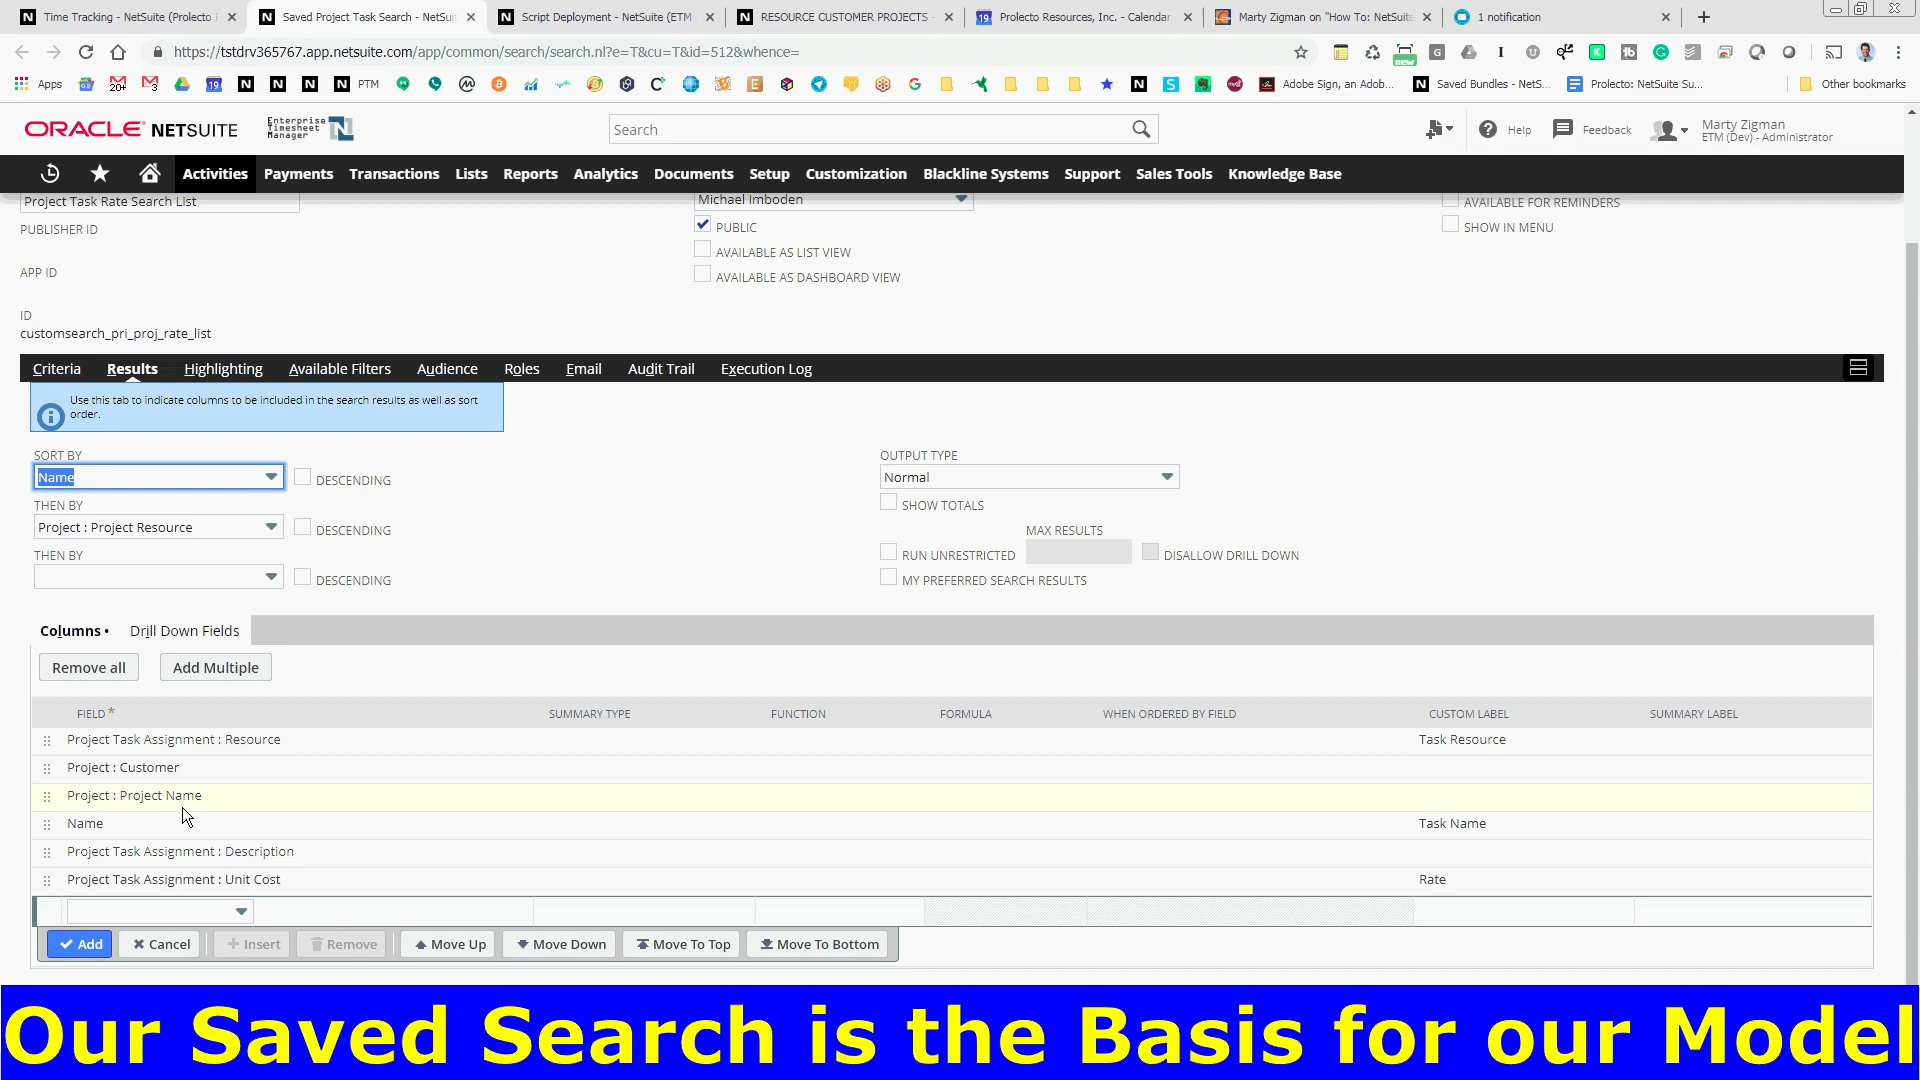 Time Tracking - NetSuite (Prolecto
Saved Project Task Search - NetSuit
Script Deployment - NetSuite (ETM
RESOURCE CUSTOMER PROJECTS -
Prolecto Resources, Inc. - Calendar
Marty Zigman on "How To: NetSuite
1 notification
https://tstdrv365767.app.netsuite.com/app/common/search/search.nl?e=T&cu=T&id=512&whence=
Apps
PTM
Adobe Sign, an Adob...
Saved Bundles - NetS...
Prolecto: NetSuite Su...
Other bookmarks
ORACLE NETSUITE
Enterprise
Timesheet
Manager
Search
Help
Feedback
Marty Zigman
ETM (Dev) - Administrator
Activities Payments Transactions Lists Reports Analytics Documents Setup Customization Blackline Systems Support Sales Tools Knowledge Base
Project Task Rate Search List
Michael Imboden
AVAILABLE FOR REMINDERS
PUBLISHER ID
PUBLIC
SHOW IN MENU
AVAILABLE AS LIST VIEW
APP ID
AVAILABLE AS DASHBOARD VIEW
ID
customsearch_pri_proj_rate_list
Criteria Results Highlighting Available Filters Audience Roles Email Audit Trail Execution Log
Use this tab to indicate columns to be included in the search results as well as sort
order.
SORT BY
OUTPUT TYPE
Name
DESCENDING
Normal
THEN BY
SHOW TOTALS
Project : Project Resource
DESCENDING
MAX RESULTS
THEN BY
RUN UNRESTRICTED
DISALLOW DRILL DOWN
DESCENDING
MY PREFERRED SEARCH RESULTS
Columns • Drill Down Fields
Remove all Add Multiple
FIELD * SUMMARY TYPE FUNCTION FORMULA WHEN ORDERED BY FIELD CUSTOM LABEL SUMMARY LABEL
Project Task Assignment : Resource Task Resource
Project : Customer
Project : Project Name
Name Task Name
Project Task Assignment : Description
Project Task Assignment : Unit Cost Rate
Add Cancel Insert Remove Move Up Move Down Move To Top Move To Bottom
Our Saved Search is the Basis for our Model